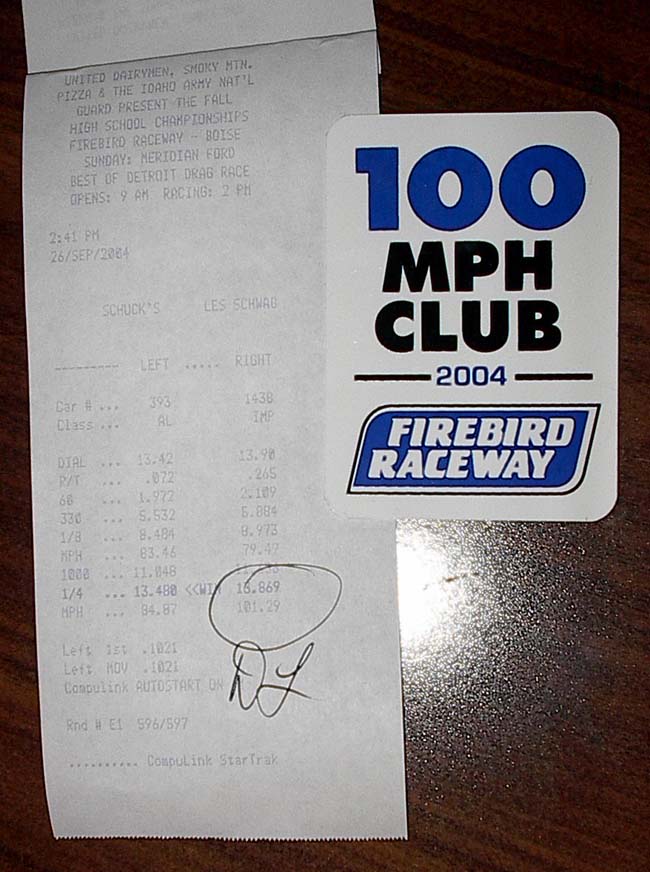 UNITED DAIRYMEN, SMOKY MTN.
PIZZA & THE IDAHO ARMY NAT'L
GUARD PRESENT THE FALL
HIGH SCHOOL CHAMPIONSHIPS
FIREBIRD RACEWAY - BOISE
SUNDAY: MERIDIAN FORD
BEST OF DETROIT DRAG RACE
OPENS: 9 AM RACING: 2 PM
2:41 PM
26/SEP/2004
SCHUCK'S LES SCHWAB
--------- LEFT ..... RIGHT
Car # ... 393 1438
Class ... AL IMP
DIAL ... 13.42 13.90
R/T ... .072 .265
60 ... 1.972 2.109
330 ... 5.532 5.884
1/8 ... 8.484 8.973
MPH ... 83.46 79.47
1000 ... 11.048
1/4 ... 13.480 <<WIN 13.869
MPH ... 84.87 101.29
Left 1st .1021
Left MOV .1021
CompuLink AUTOSTART ON
DL
Rnd # E1 596/597
.......... CompuLink StarTrak
100
MPH
CLUB
2004
FIREBIRD
RACEWAY